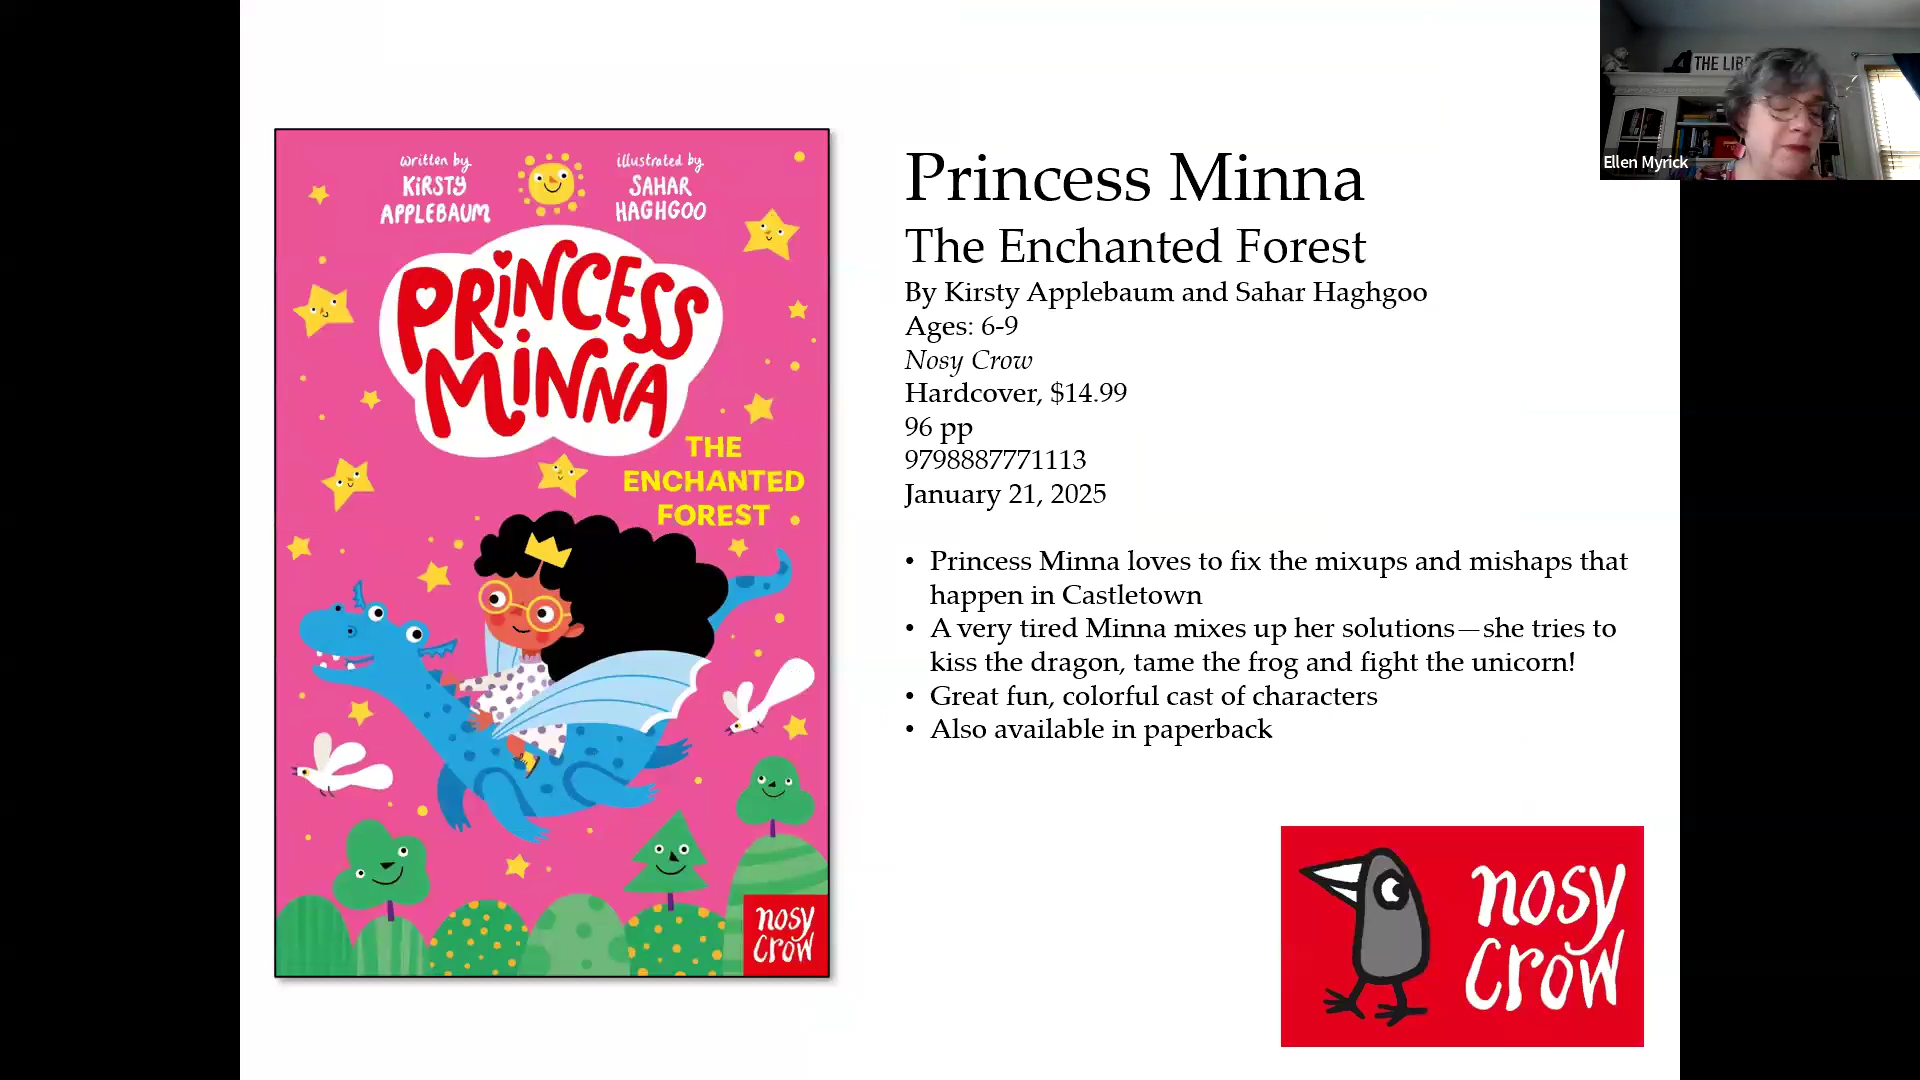 written by
KIRSTY
APPLEBAUM
illustrated by
SAHAR
HAGHGOO
PRINCESS
MINNA
THE
ENCHANTED
FOREST
nosy
crow
Princess Minna
The Enchanted Forest
By Kirsty Applebaum and Sahar Haghgoo
Ages: 6-9
Nosy Crow
Hardcover, $14.99
96 pp
9798887771113
January 21, 2025
• Princess Minna loves to fix the mixups and mishaps that
happen in Castletown
• A very tired Minna mixes up her solutions—she tries to
kiss the dragon, tame the frog and fight the unicorn!
• Great fun, colorful cast of characters
• Also available in paperback
nosy
crow
THE LIB
Ellen Myrick